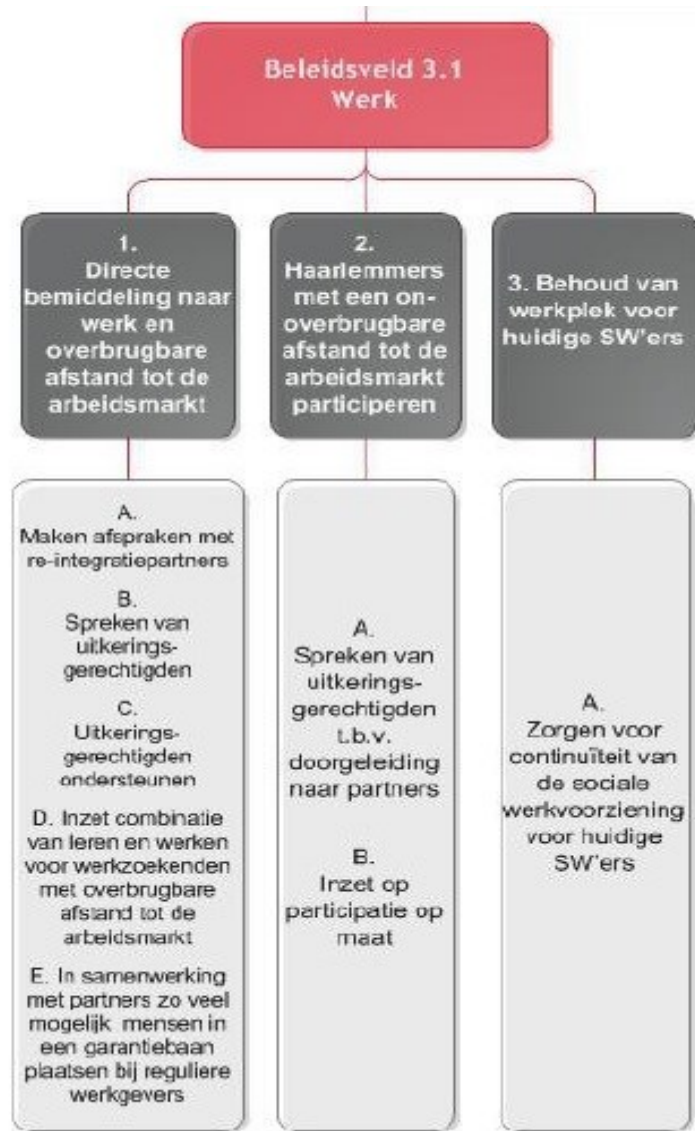 Beleidsveld 3.1
Werk
1.
Directe
bemiddeling naar
werk en
overbrugbare
afstand tot de
arbeidsmarkt
2.
Haarlemmers
met een on-
overbrugbare
afstand tot de
arbeidsmarkt
participeren
3. Behoud van
werkplek voor
huidige SW'ers
A.
Maken afspraken met
re-integratiepartners
B.
Spreken van
uitkerings-
gerechtigden
C.
Uitkerings-
gerechtigden
ondersteunen
D. Inzet combinatie
van leren en werken
voor werkzoekenden
met overbrugbare
afstand tot de
arbeidsmarkt
E. In samenwerking
met partners zo veel
mogelijk mensen in
een garantiebaan
plaatsen bij reguliere
werkgevers
A.
Spreken van
uitkerings-
gerechtigden
t.b.v.
doorgeleiding
naar partners
B.
Inzet op
participatie op
maat
A.
Zorgen voor
continuïteit van
de sociale
werkvoorziening
voor huidige
SW'ers